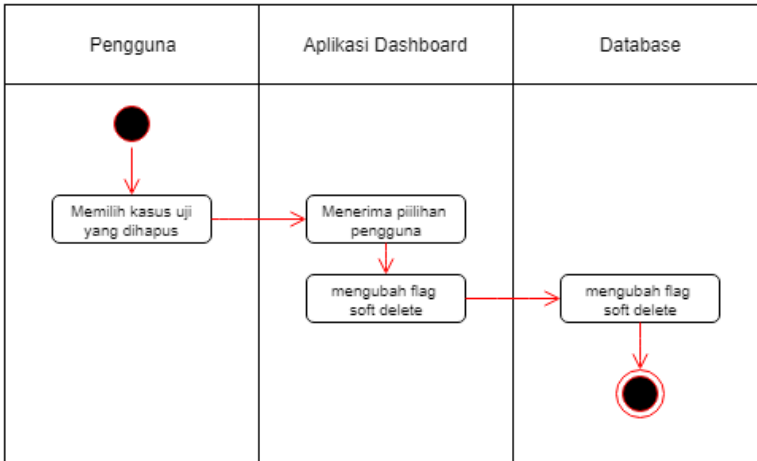 Pengguna
Aplikasi Dashboard
Database
Memilih kasus uji
yang dihapus
Menerima piilihan
pengguna
mengubah flag
soft delete
mengubah flag
soft delete